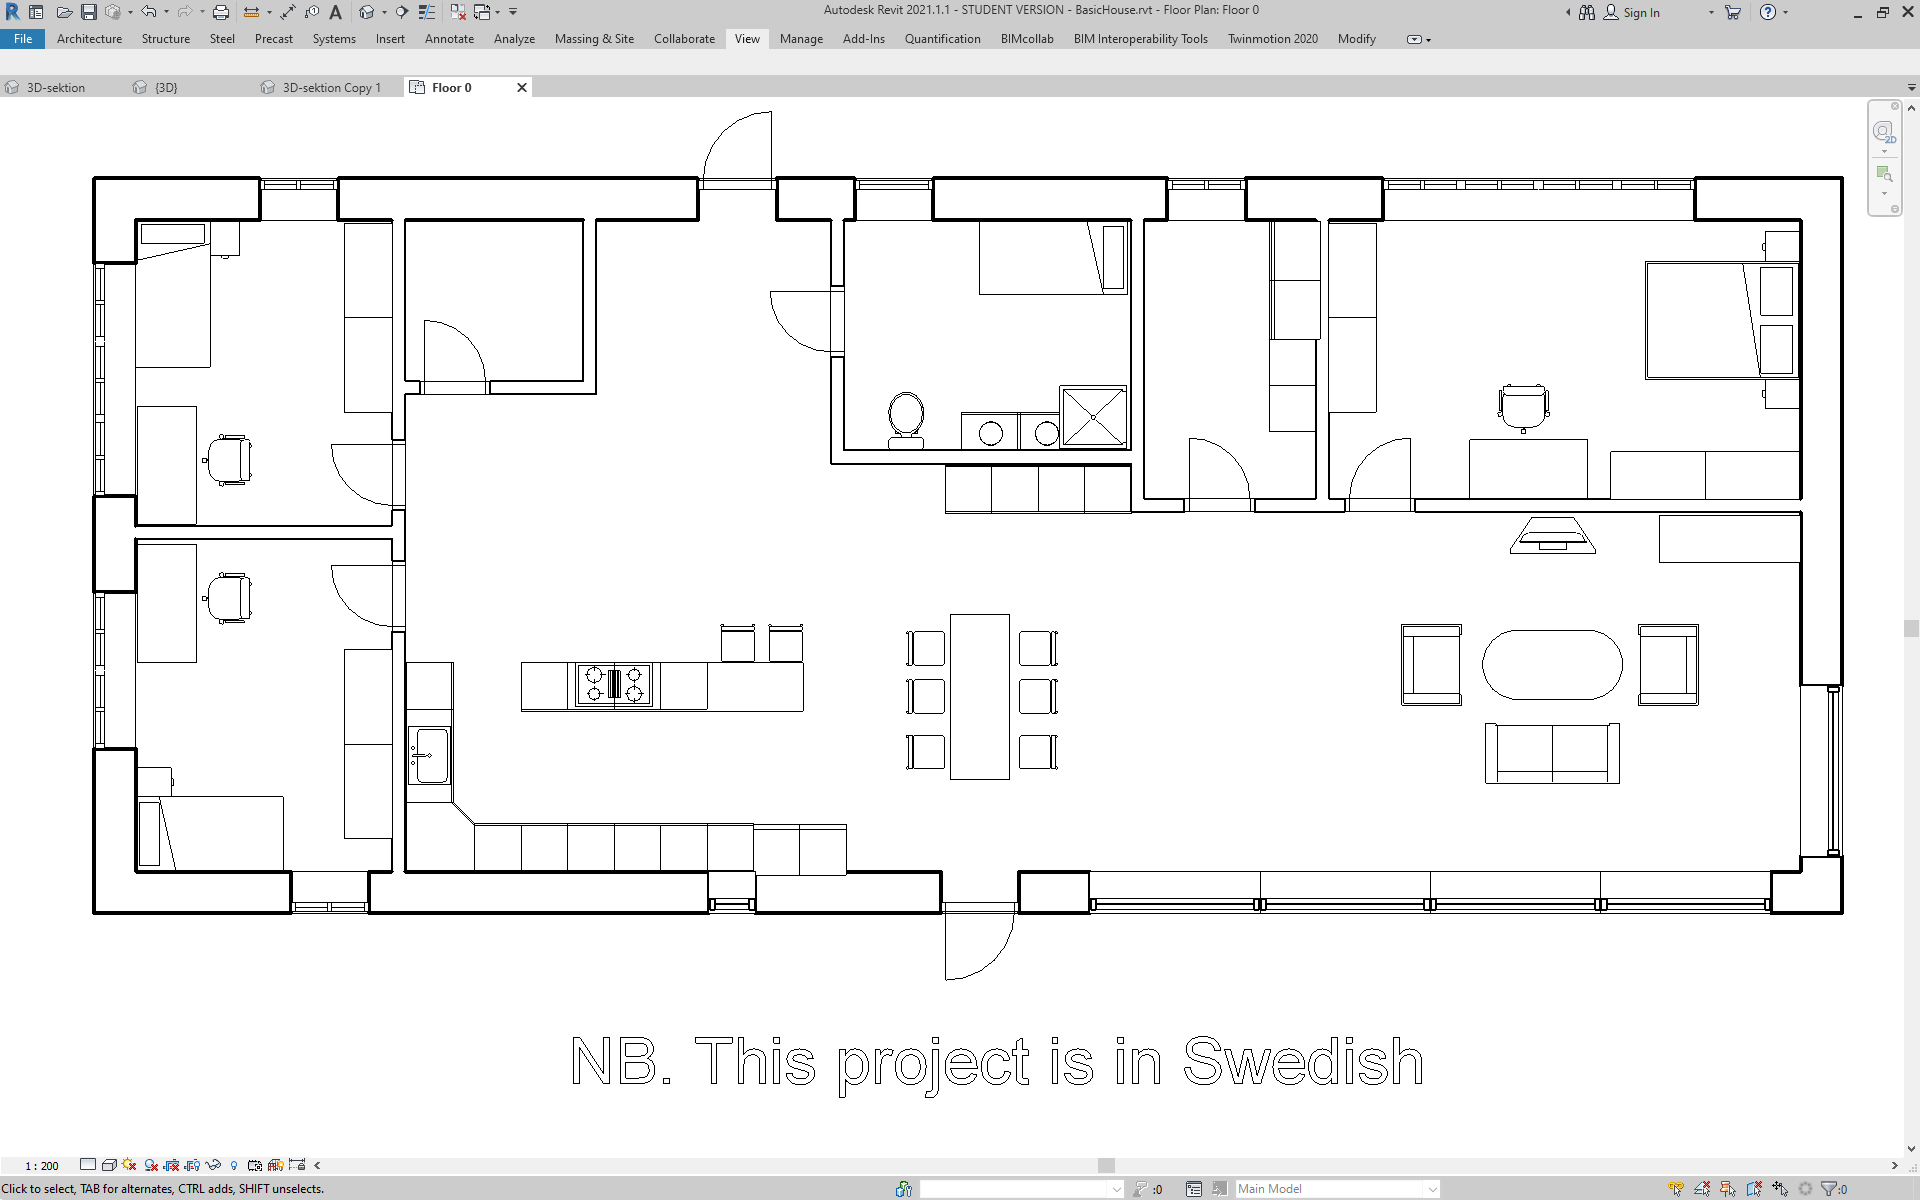 Autodesk Revit 2021.1.1 - STUDENT VERSION - BasicHouse.rvt - Floor Plan: Floor 0
Sign In
File Architecture Structure Steel Precast Systems Insert Annotate Analyze Massing & Site Collaborate View Manage Add-Ins Quantification BIMcollab BIM Interoperability Tools Twinmotion 2020 Modify
3D-sektion {3D} 3D-sektion Copy 1 Floor 0
2D
NB. This project is in Swedish
1 : 200
Click to select, TAB for alternates, CTRL adds, SHIFT unselects.
:0
Main Model
:0